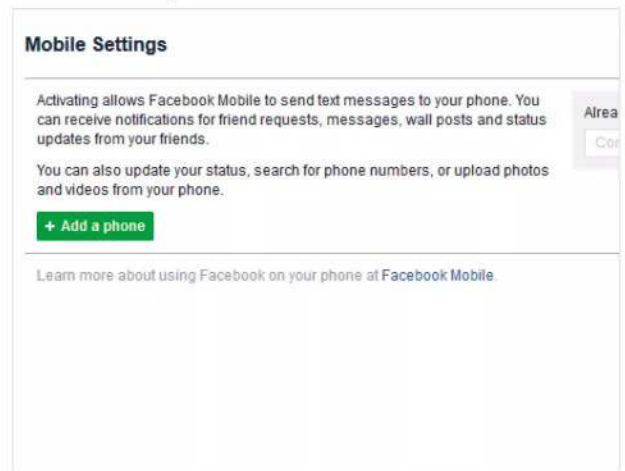 Mobile Settings
Activating allows Facebook Mobile to send text messages to your phone. You
can receive notifications for friend requests, messages, wall posts and status
updates from your friends.
You can also update your status, search for phone numbers, or upload photos
and videos from your phone.
+ Add a phone
Learn more about using Facebook on your phone at Facebook Mobile.
Alrea
Con